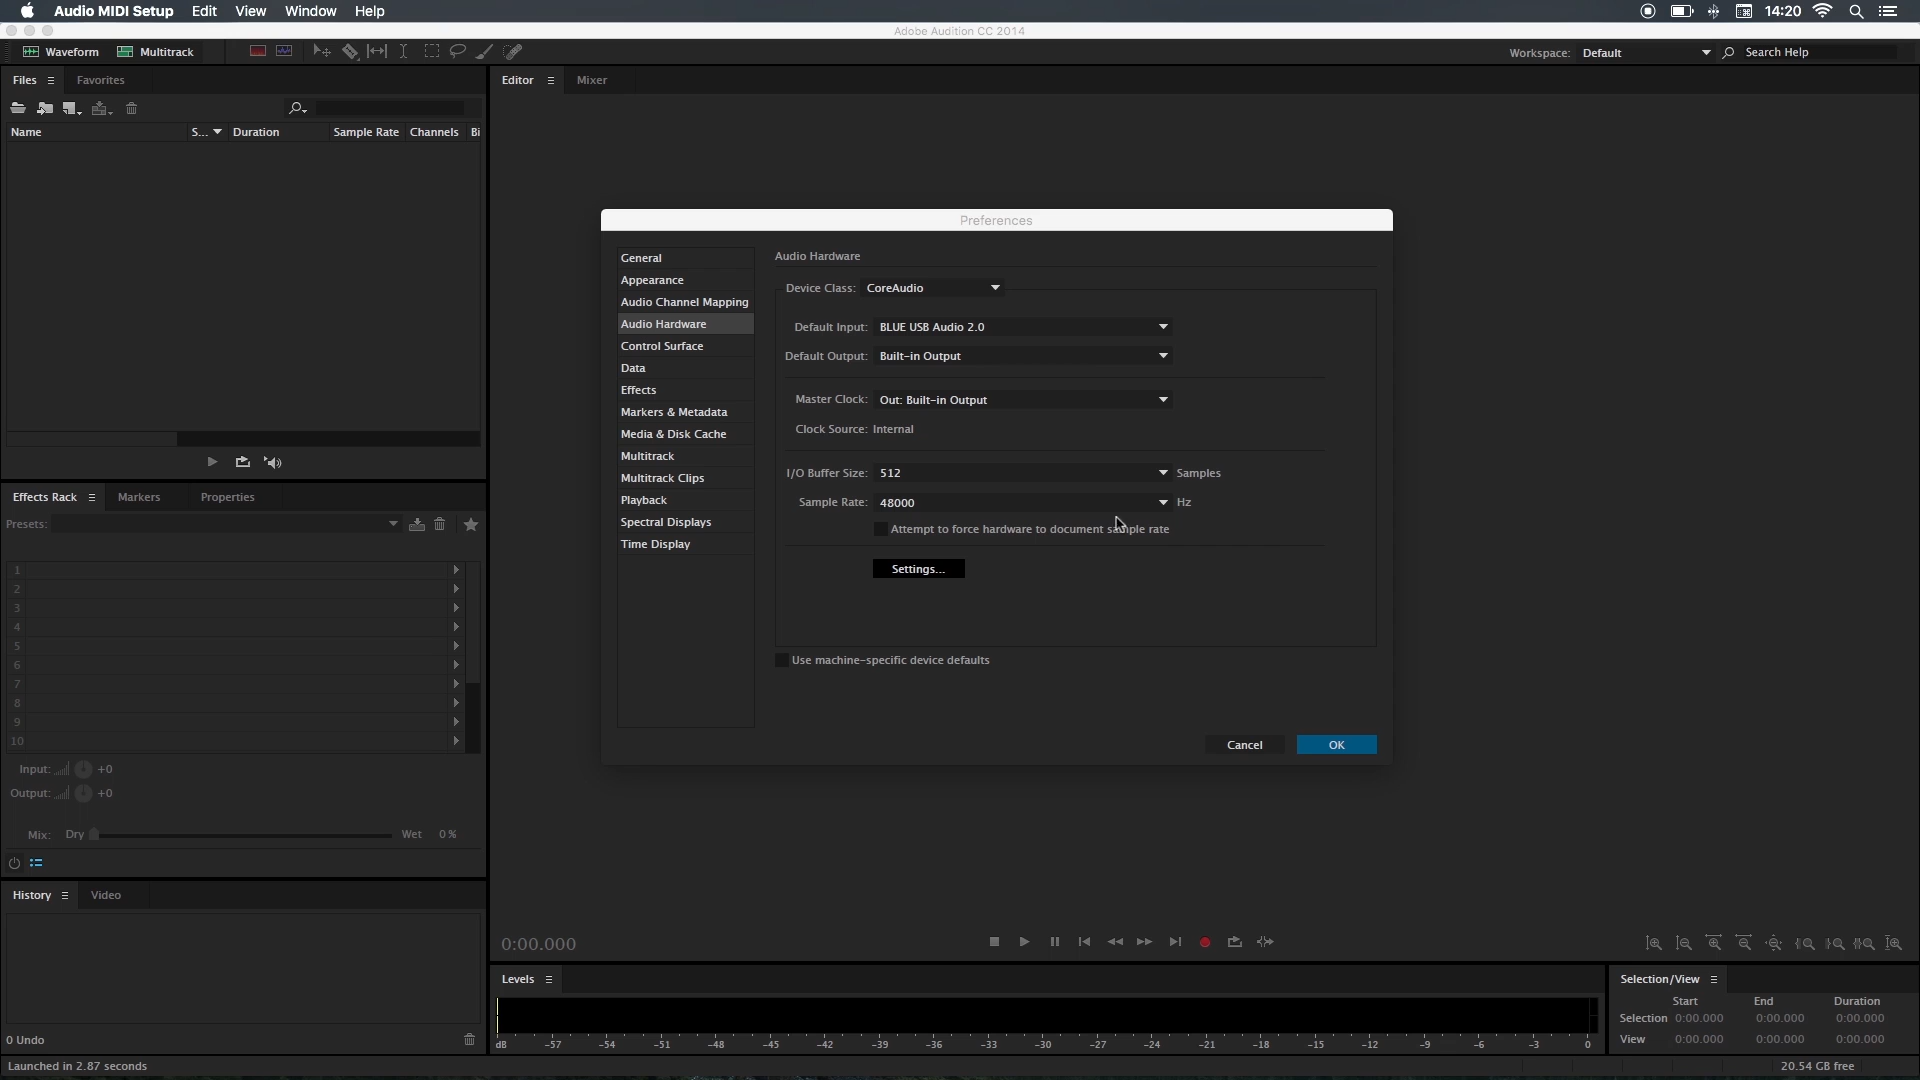 Audio MIDI Setup Edit View Window Help 14:20
Adobe Audition CC 2014
Waveform Multitrack Workspace: Default Search Help
Files Favorites
Name S... Duration Sample Rate Channels Bi
Editor Mixer
Preferences
General
Appearance
Audio Channel Mapping
Audio Hardware
Control Surface
Data
Effects
Markers & Metadata
Media & Disk Cache
Multitrack
Multitrack Clips
Playback
Spectral Displays
Time Display
Audio Hardware
Device Class: CoreAudio
Default Input: BLUE USB Audio 2.0
Default Output: Built-in Output
Master Clock: Out: Built-in Output
Clock Source: Internal
I/O Buffer Size: 512 Samples
Sample Rate: 48000 Hz
Attempt to force hardware to document sample rate
Settings...
Use machine-specific device defaults
Cancel OK
Effects Rack Markers Properties
Presets:
1
2
3
4
5
6
7
8
9
10
Input: +0
Output: +0
Mix: Dry Wet 0 %
History Video
0 Undo
0:00.000
Levels
dB -57 -54 -51 -48 -45 -42 -39 -36 -33 -30 -27 -24 -21 -18 -15 -12 -9 -6 -3 0
Selection/View
Start End Duration
Selection 0:00.000 0:00.000 0:00.000
View 0:00.000 0:00.000 0:00.000
Launched in 2.87 seconds 20.54 GB free